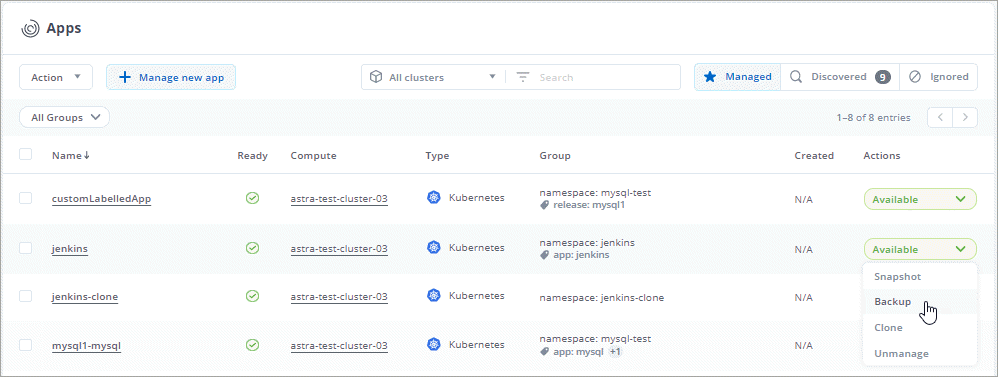 Apps
Action
Manage new app
All clusters
Search
Managed
Discovered 9
Ignored
All Groups
1–8 of 8 entries
Name Ready Compute Type Group Created Actions
customLabelledApp astra-test-cluster-03 Kubernetes namespace: mysql-test N/A Available
release: mysql1
jenkins astra-test-cluster-03 Kubernetes namespace: jenkins N/A Available
app: jenkins
Snapshot
jenkins-clone astra-test-cluster-03 Kubernetes namespace: jenkins-clone N/A Backup
Clone
mysql1-mysql astra-test-cluster-03 Kubernetes namespace: mysql-test N/A
app: mysql +1
Unmanage